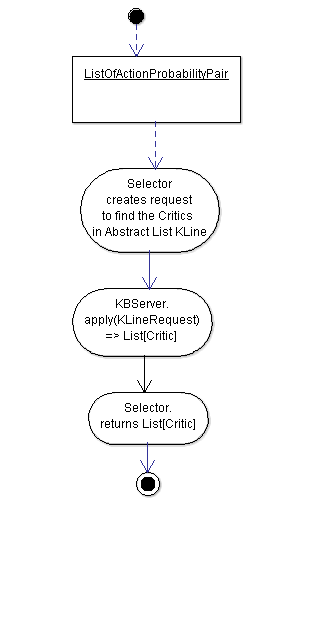 ListOfActionProbabilityPair
Selector
creates request
to find the Critics
in Abstract List KLine
KBServer.
apply(KLineRequest)
=> List[Critic]
Selector.
returns List[Critic]